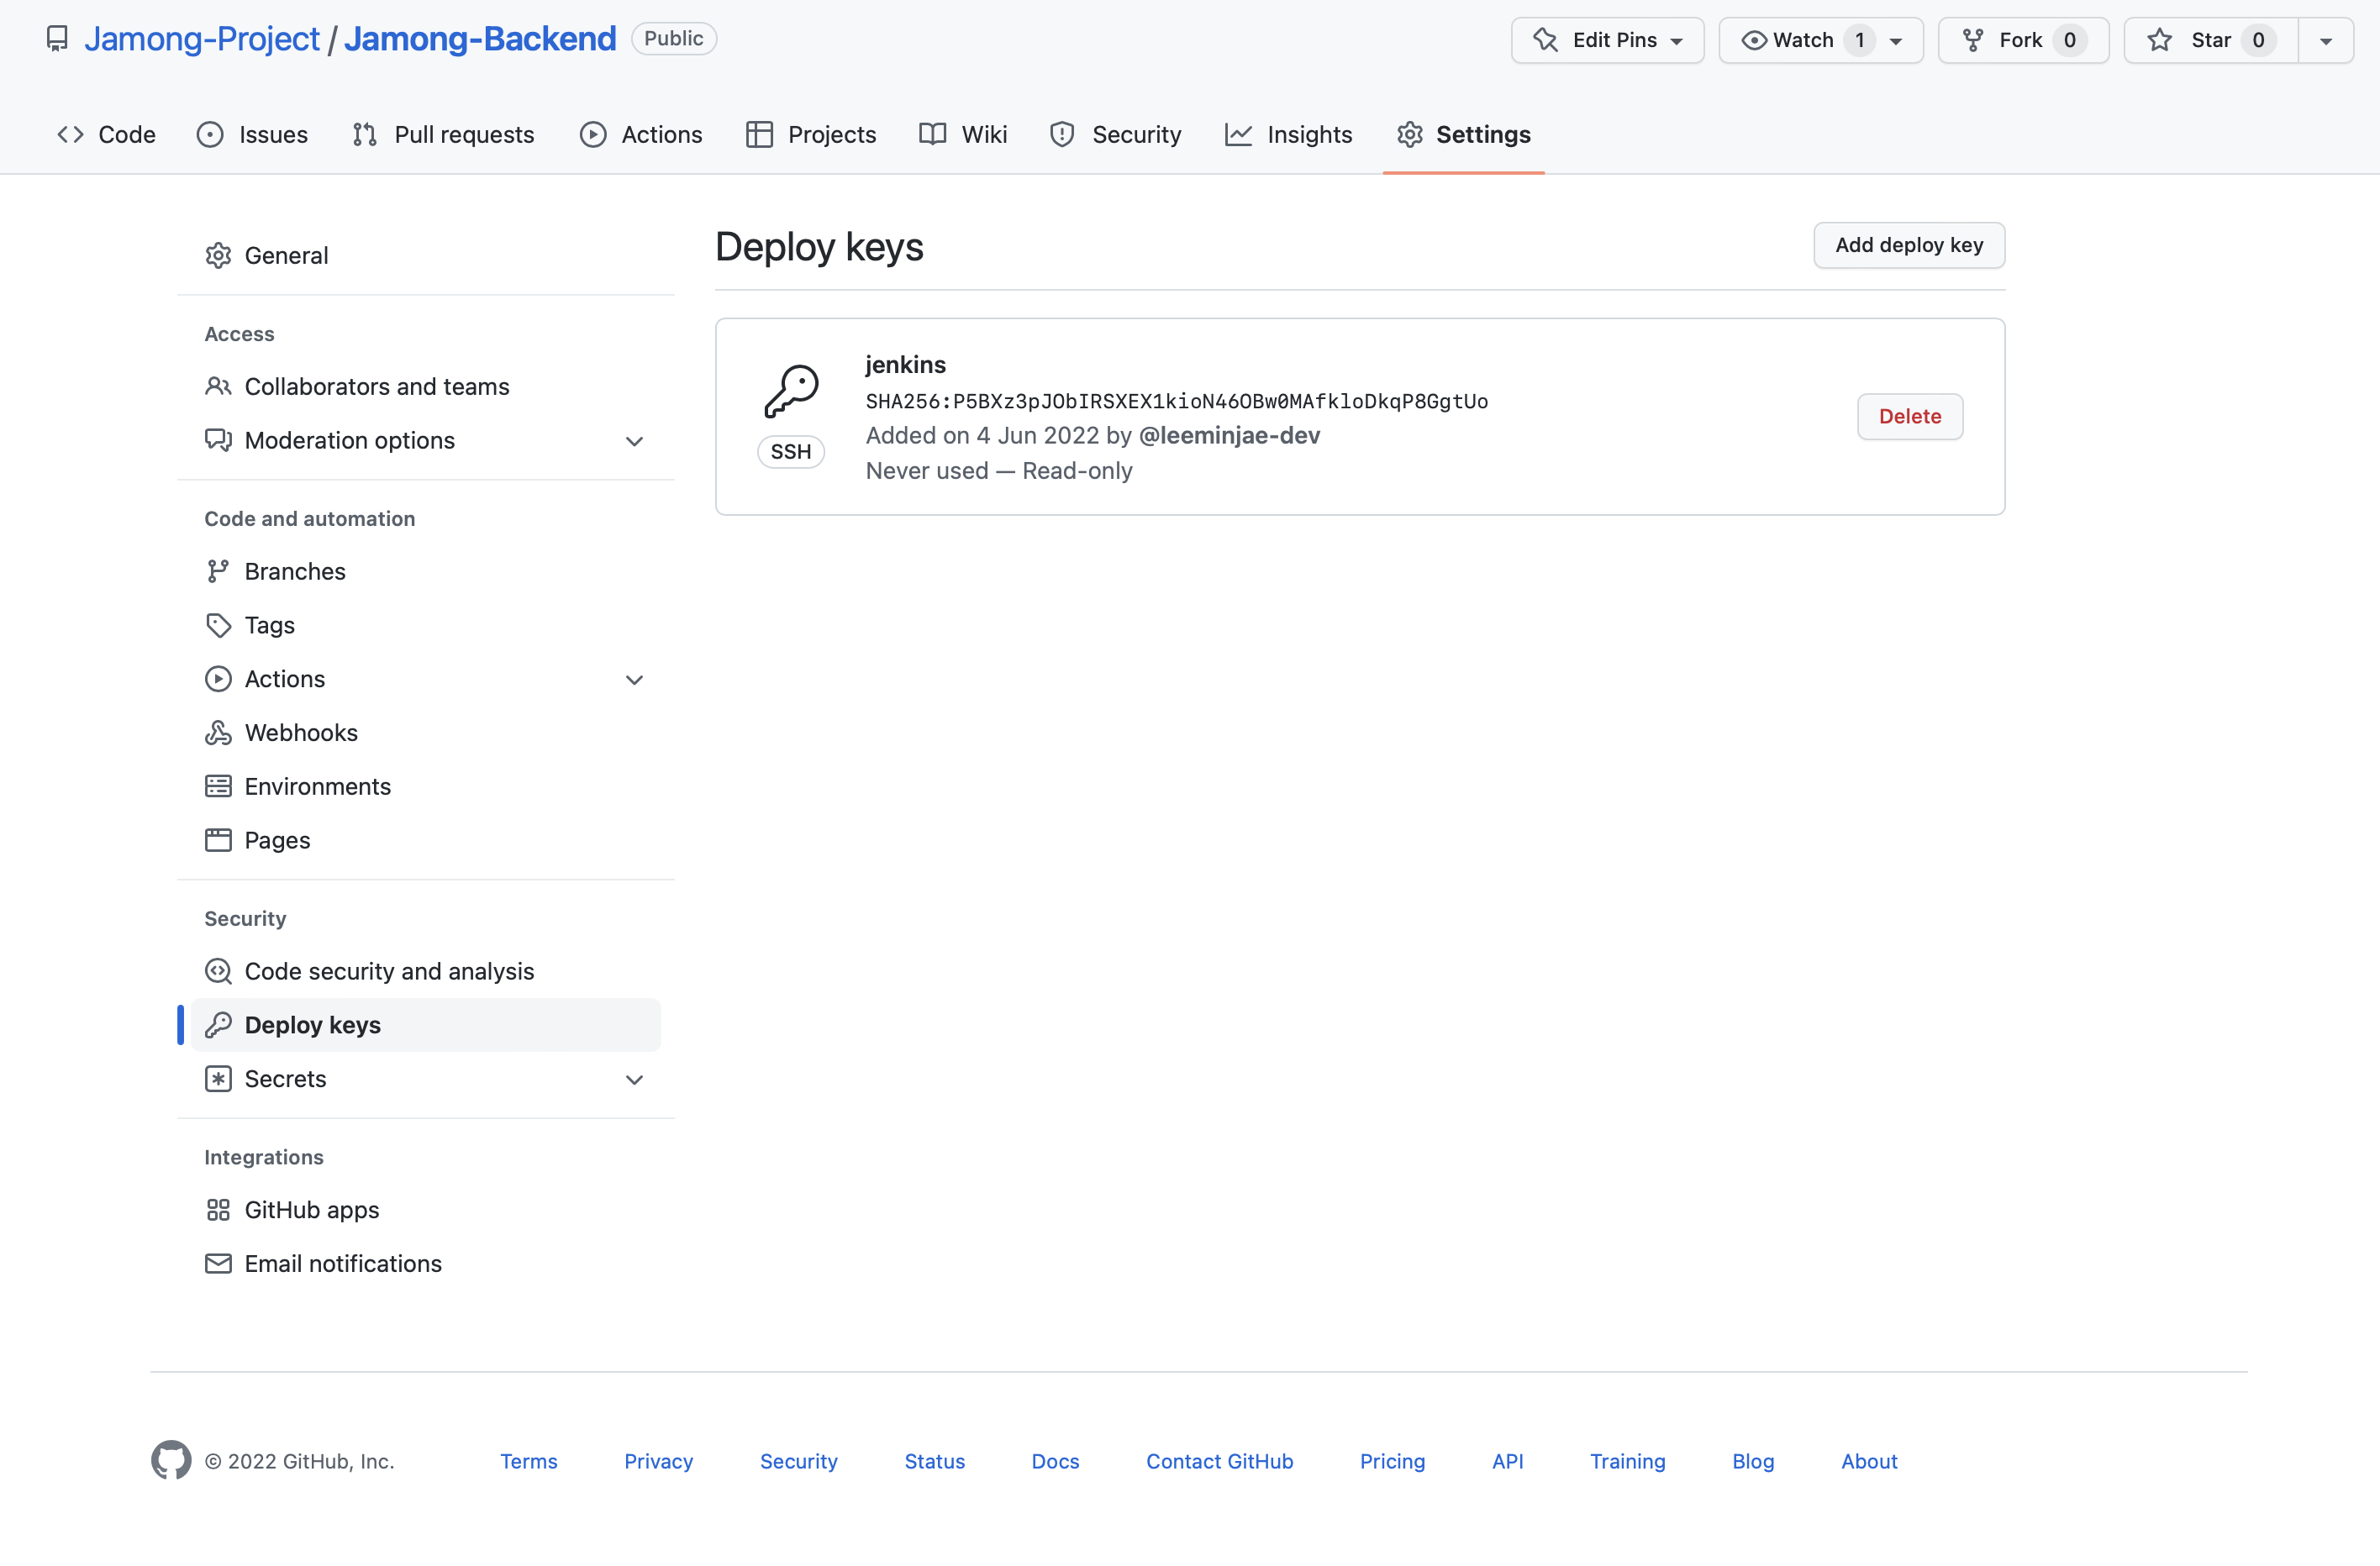 Jamong-Project / Jamong-Backend Public
Edit Pins Watch 1 Fork 0 Star 0
Code Issues Pull requests Actions Projects Wiki Security Insights Settings
General
Access
Collaborators and teams
Moderation options
Code and automation
Branches
Tags
Actions
Webhooks
Environments
Pages
Security
Code security and analysis
Deploy keys
Secrets
Integrations
GitHub apps
Email notifications
Deploy keys
Add deploy key
jenkins
SHA256:P5BXz3pJObIRSXEX1kioN46OBw0MAfkloDkqP8GgtUo
Added on 4 Jun 2022 by @leeminjae-dev
Never used — Read-only
SSH
Delete
© 2022 GitHub, Inc. Terms Privacy Security Status Docs Contact GitHub Pricing API Training Blog About